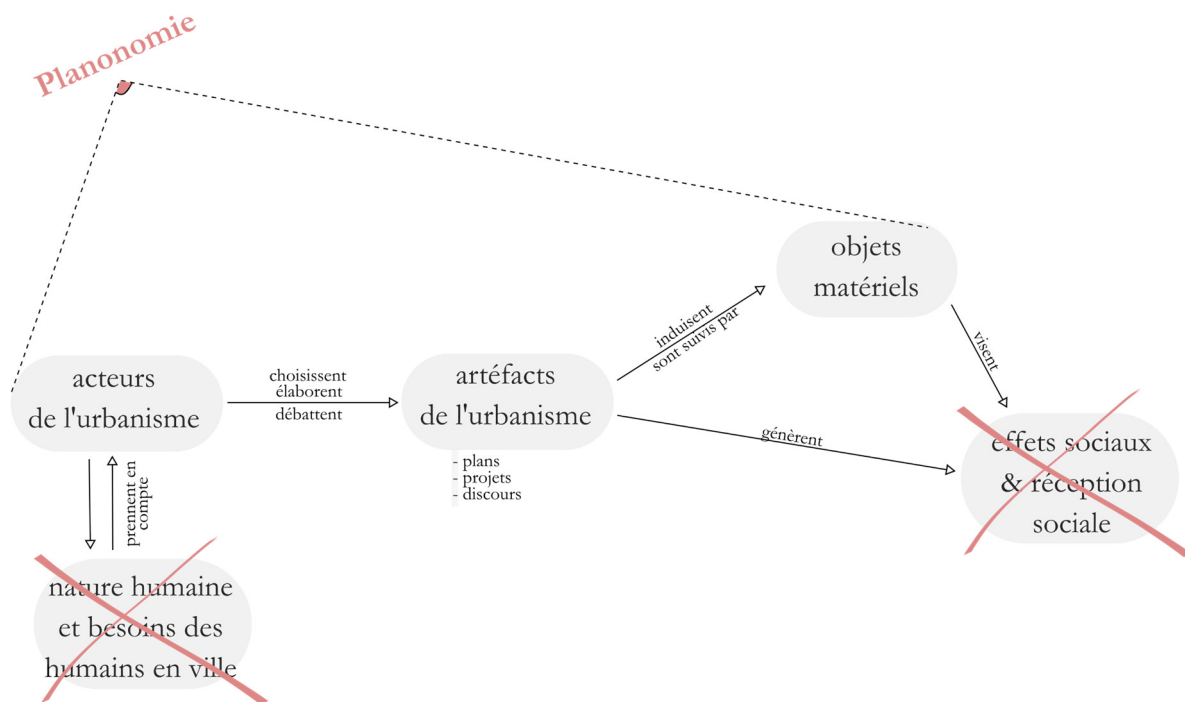 Planonomie
objets
matériels
induisent
sont suivis par
visent
acteurs
de l'urbanisme
choisissent
élaborent
débattent
artéfacts
de l'urbanisme
- plans
- projets
- discours
génèrent
effets sociaux
& réception
sociale
prennent en
compte
nature humaine
et besoins des
humains en ville